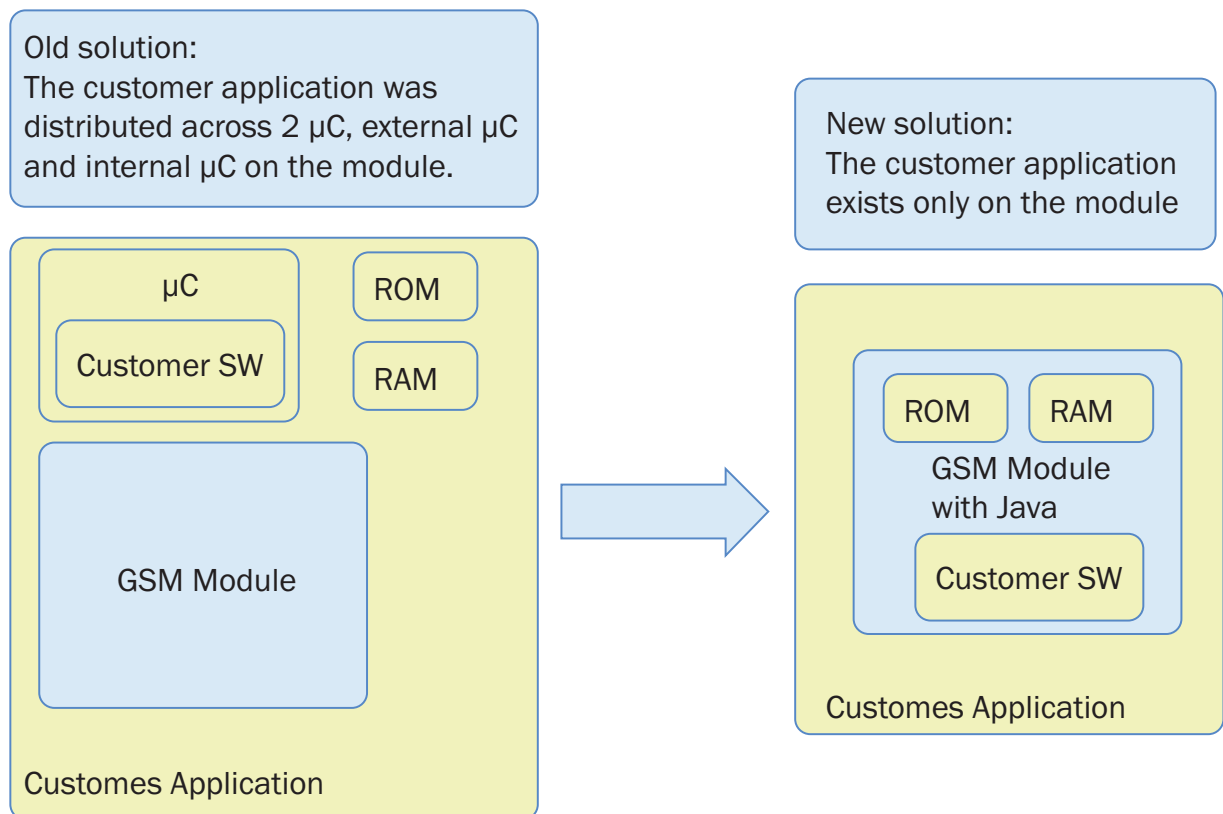 Old solution:
The customer application was
distributed across 2 µC, external µC
and internal µC on the module.
µC
Customer SW
ROM
RAM
GSM Module
Customes Application
New solution:
The customer application
exists only on the module
ROM
RAM
GSM Module
with Java
Customer SW
Customes Application